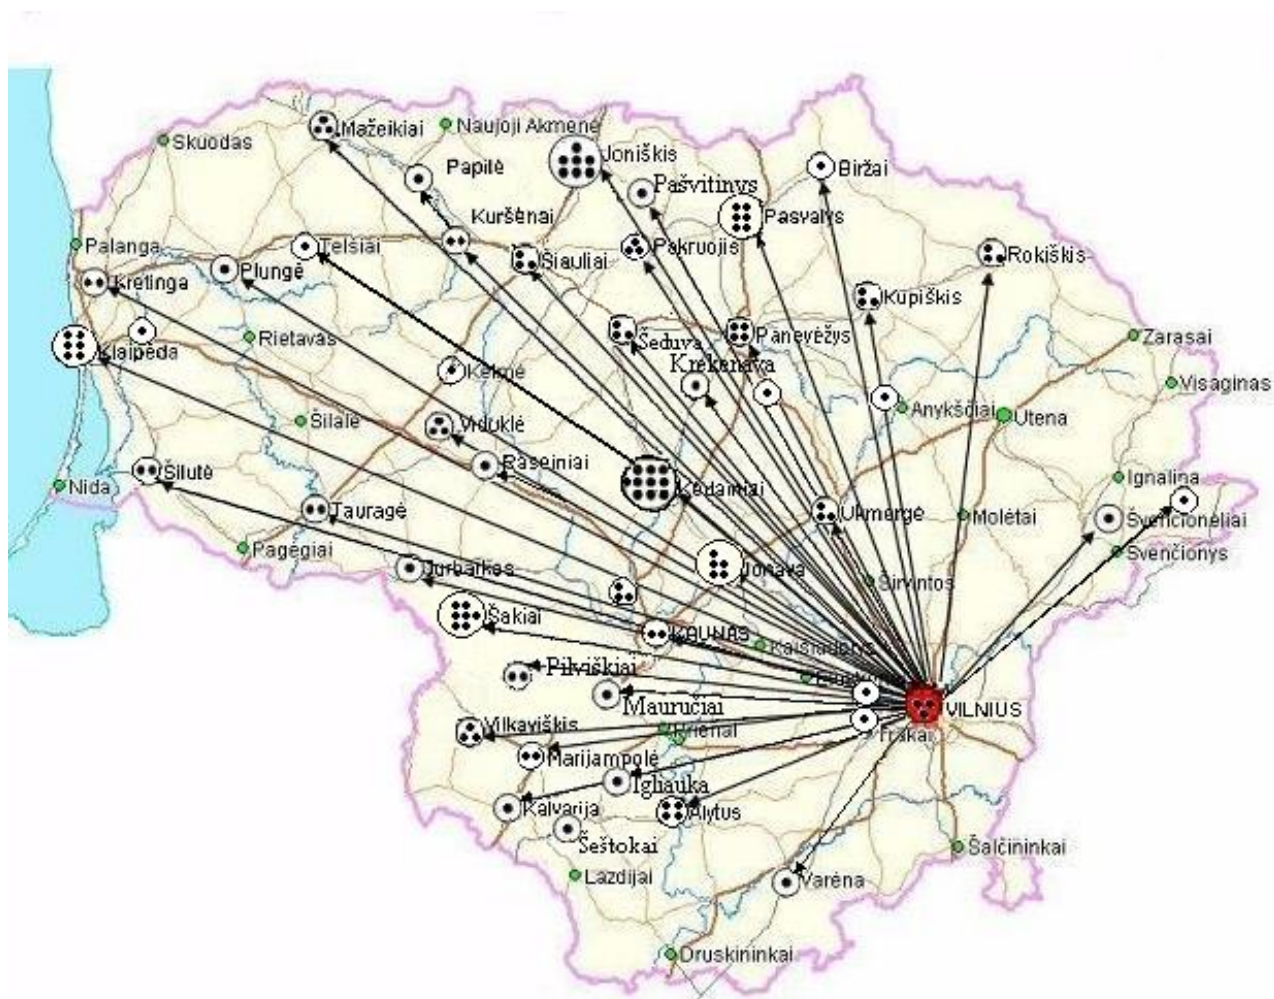 Mažeikiai
Naujoji Akmenė
Skuodas
Joniškis
Papilė
Biržai
Pašvitinys
Kuršėnai
Pasvalys
Palanga
Telšiai
Šiauliai
Pakruojis
Rokiškis
Plungė
Kretinga
Kupiškis
Rietavas
Šeduva
Panevėžys
Zarasai
Klaipėda
Krekenava
Kelmė
Visaginas
Anykščiai
Utena
Šilalė
Viduklė
Raseiniai
Šilutė
Nida
Kėdainiai
Ignalina
Tauragė
Ukmergė
Molėtai
Švenčionėliai
Pagėgiai
Švenčionys
Jurbarkas
Jonava
Širvintos
Šakiai
KAUNAS
Kaišiadorys
Pilviškiai
Mauručiai
VILNIUS
Vilkaviškis
Prienai
Trakai
Marijampolė
Igliauka
Kalvarija
Alytus
Šeštokai
Šalčininkai
Lazdijai
Varėna
Druskininkai